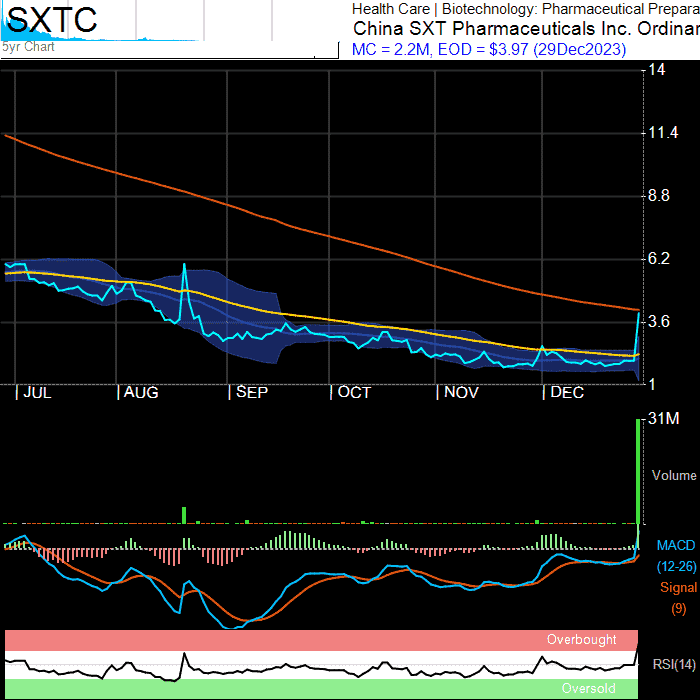 SXTC
5yr Chart
Health Care | Biotechnology: Pharmaceutical Prepara
China SXT Pharmaceuticals Inc. Ordinar
MC = 2.2M, EOD = $3.97 (29Dec2023)
14
11.4
8.8
6.2
3.6
1
JUL AUG SEP OCT NOV DEC
31M
Volume
MACD
(12-26)
Signal
(9)
Overbought
RSI(14)
Oversold